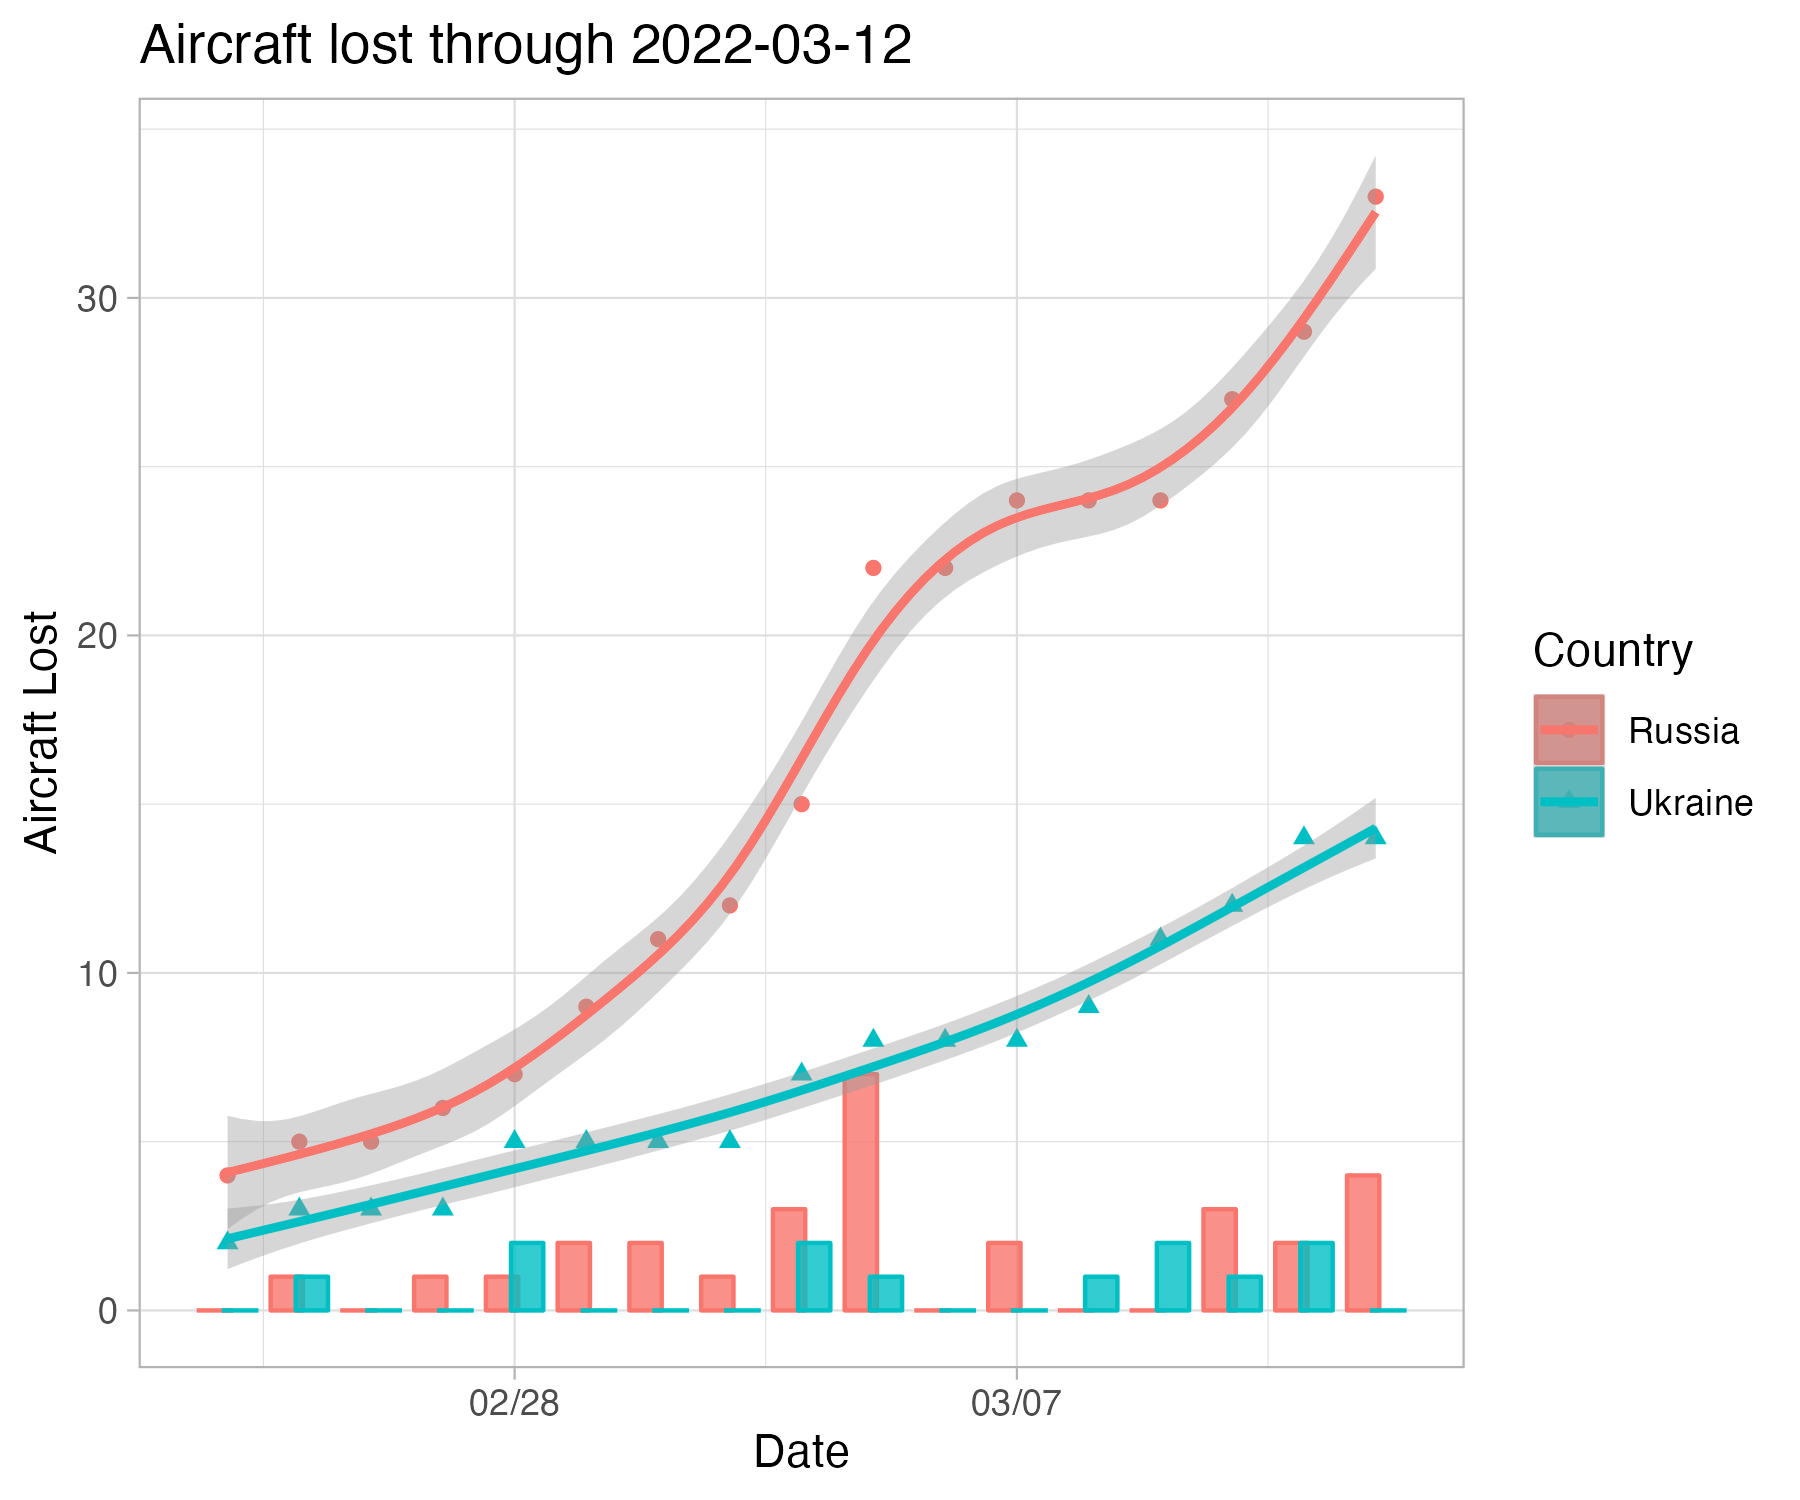 Aircraft lost through 2022-03-12
Aircraft Lost
30
20
10
0
02/28
03/07
Date
Country
Russia
Ukraine